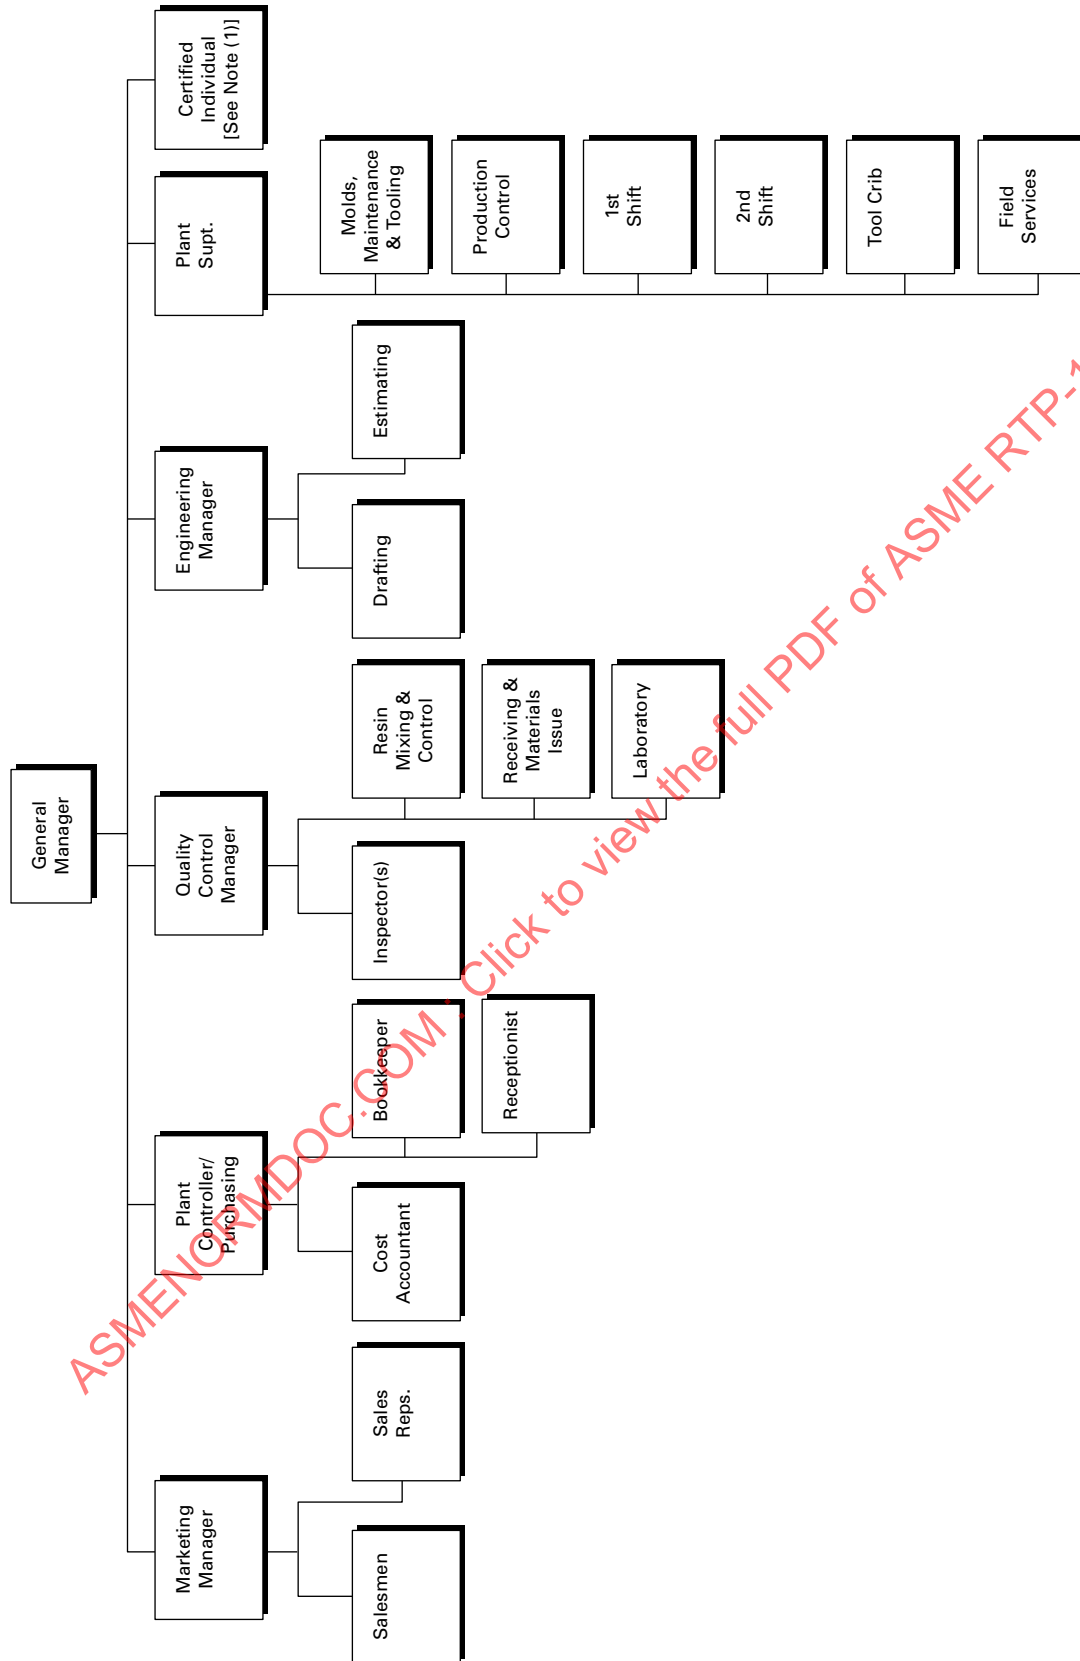 General
Manager
Marketing
Manager
Plant
Controller/
Purchasing
Quality
Control
Manager
Engineering
Manager
Plant
Supt.
Certified
Individual
[See Note (1)]
Salesmen
Sales
Reps.
Cost
Accountant
Bookkeeper
Receptionist
Inspector(s)
Resin
Mixing &
Control
Receiving &
Materials
Issue
Laboratory
Drafting
Estimating
Molds,
Maintenance
& Tooling
Production
Control
1st
Shift
2nd
Shift
Tool Crib
Field
Services
ASMENORMDOC.COM : Click to view the full PDF of ASME RTP-1